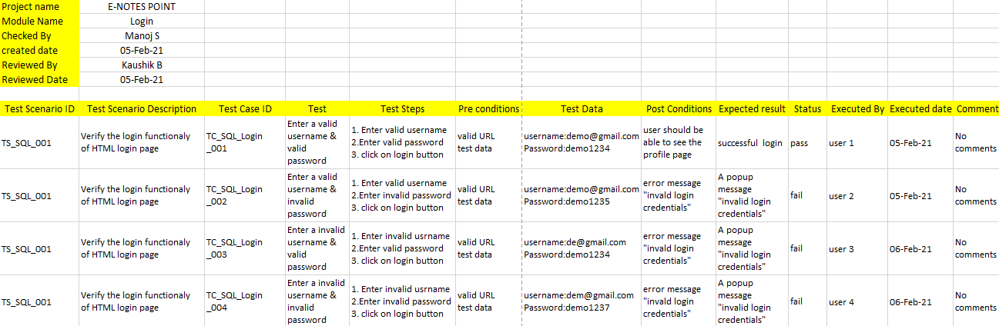 Project name E-NOTES POINT
Module Name Login
Checked By Manoj S
created date 05-Feb-21
Reviewed By Kaushik B
Reviewed Date 05-Feb-21
Test Scenario ID Test Scenario Description Test Case ID Test Test Steps Pre conditions Test Data Post Conditions Expected result Status Executed By Executed date Comment
TS_SQL_001
Verify the login functionaly
of HTML login page
TC_SQL_Login
_001
Enter a valid
username &
valid
password
1. Enter valid username
2.Enter valid password
3. click on login button
valid URL
test data
username:demo@gmail.com
Password:demo1234
user should be
able to see the
profile page
successful login
pass
user 1
05-Feb-21
No
comments
TS_SQL_001
Verify the login functionaly
of HTML login page
TC_SQL_Login
_002
Enter a valid
username &
invalid
password
1. Enter valid username
2.Enter invalid password
3. click on login button
valid URL
test data
username:demo@gmail.com
Password:demo1235
error message
"invald login
credentials"
A popup
message
"invalid login
credentials"
fail
user 2
05-Feb-21
No
comments
TS_SQL_001
Verify the login functionaly
of HTML login page
TC_SQL_Login
_003
Enter a invalid
username &
valid
password
1. Enter invalid usrname
2.Enter valid password
3. click on login button
valid URL
test data
username:de@gmail.com
Password:demo1234
error message
"invald login
credentials"
A popup
message
"invalid login
credentials"
fail
user 3
06-Feb-21
No
comments
TS_SQL_001
Verify the login functionaly
of HTML login page
TC_SQL_Login
_004
Enter a invalid
username &
invalid
password
1. Enter invalid usrname
2.Enter invalid password
3. click on login button
valid URL
test data
username:dem@gmail.com
Password:demo1237
error message
"invald login
credentials"
A popup
message
"invalid login
credentials"
fail
user 4
06-Feb-21
No
comments